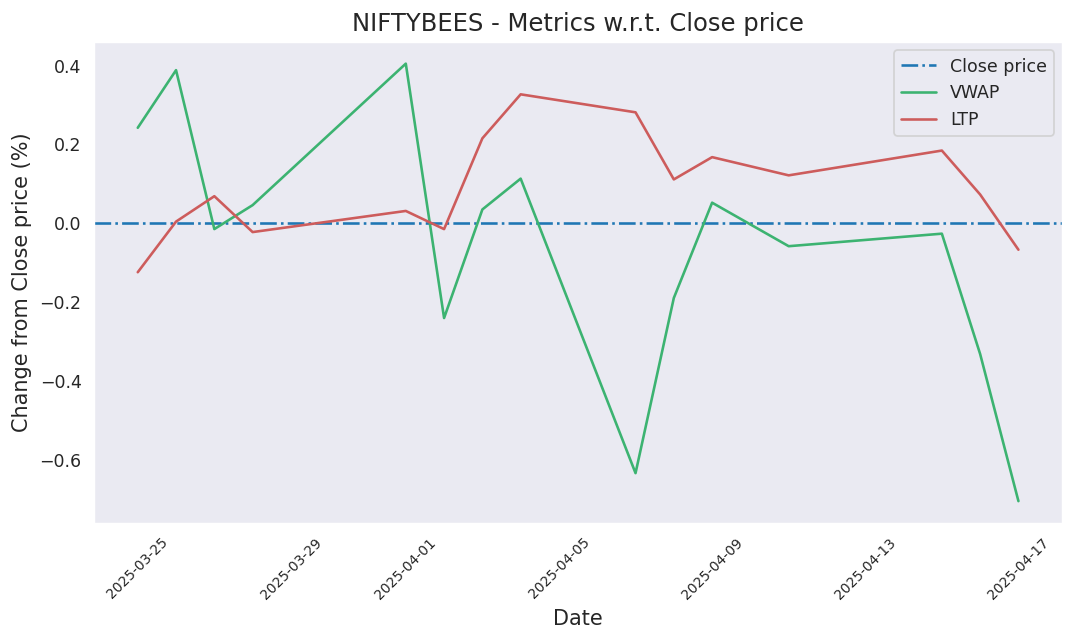 NIFTYBEES - Metrics w.r.t. Close price
Close price
VWAP
LTP
Change from Close price (%)
0.4
0.2
0.0
−0.2
−0.4
−0.6
2025-03-25
2025-03-29
2025-04-01
2025-04-05
2025-04-09
2025-04-13
2025-04-17
Date